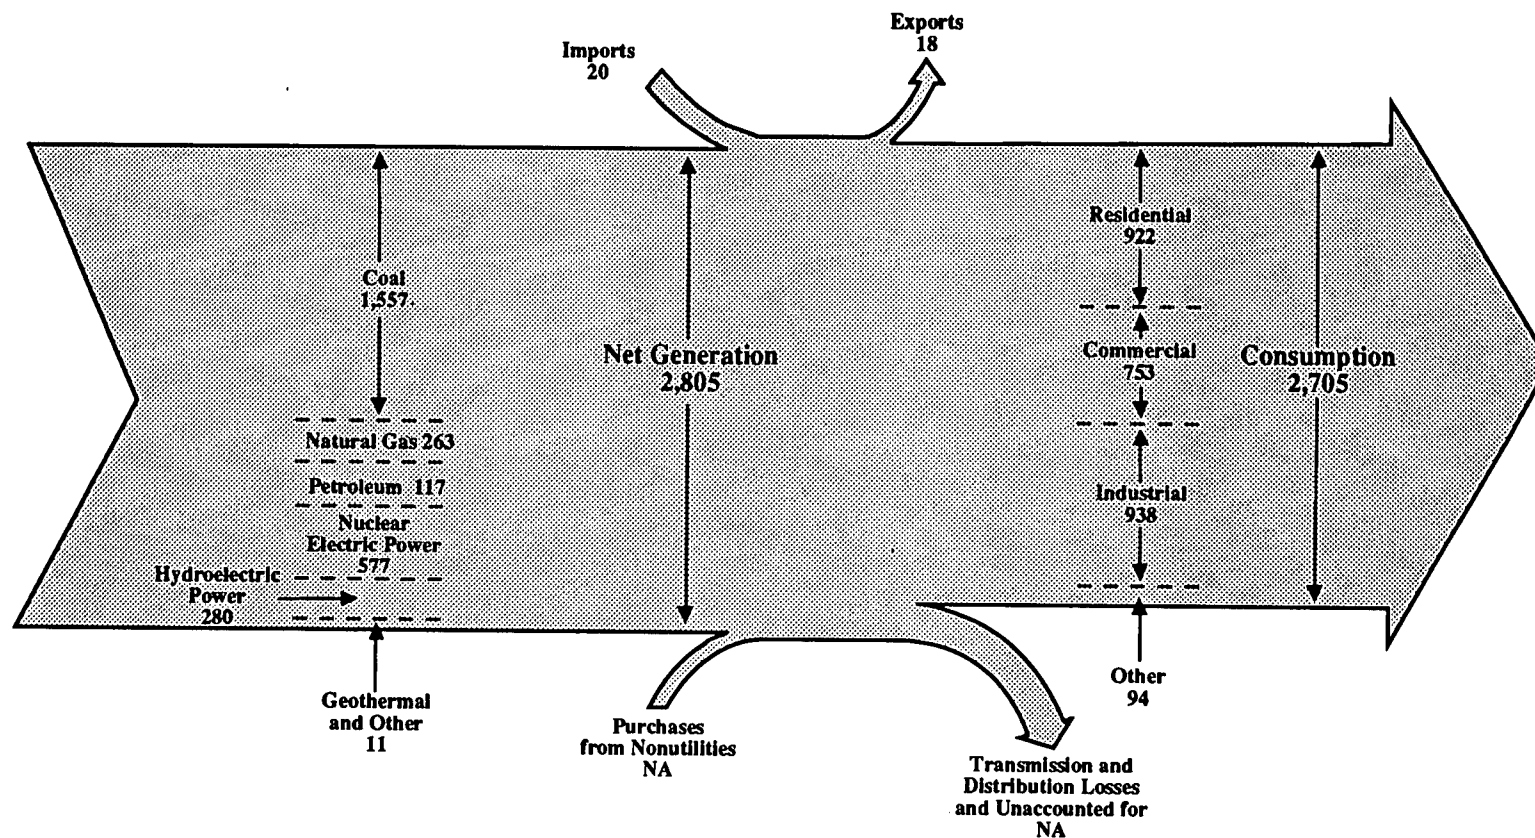 Exports
18
Imports
20
Coal
1,557
Natural Gas 263
Petroleum 117
Nuclear
Electric Power
577
Hydroelectric
Power
280
Geothermal
and Other
11
Net Generation
2,805
Purchases
from Nonutilities
NA
Residential
922
Commercial
753
Industrial
938
Other
94
Consumption
2,705
Transmission and
Distribution Losses
and Unaccounted for
NA